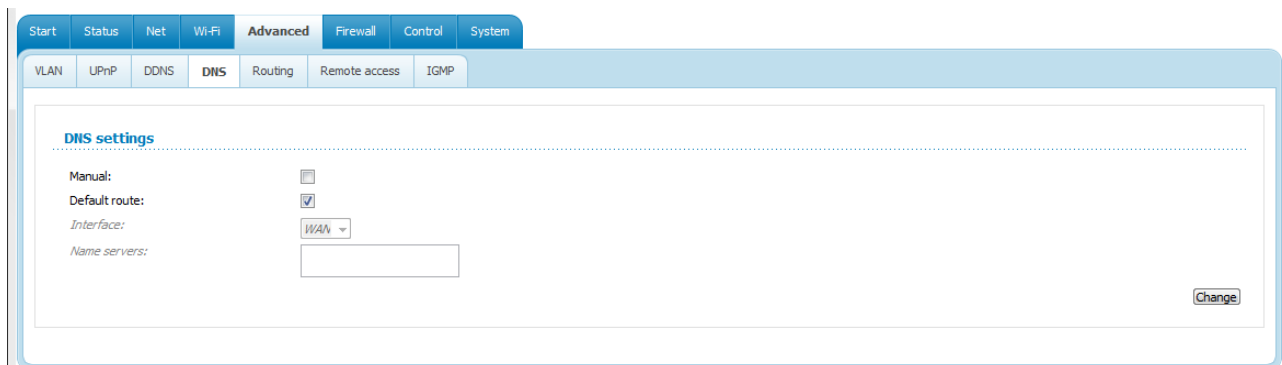 Start Status Net Wi-Fi Advanced Firewall Control System
VLAN UPnP DDNS DNS Routing Remote access IGMP
DNS settings
Manual:
Default route:
Interface: WAN
Name servers:
Change